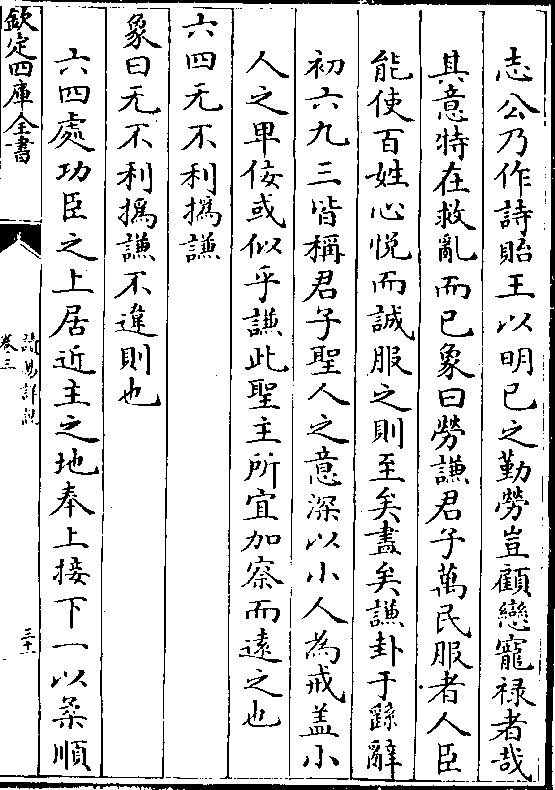 志公乃作詩貽王以明已之勤勞豈顧戀寵禄者哉
其意特在救亂而已象曰勞謙君子萬民服者人臣
能使百姓心悦而誠服之則至矣盡矣謙卦于繇辭
初六九三皆稱君子聖人之意深以小人為戒盖小
人之卑佞或似乎謙此聖主所宜加察而遠之也
六四无不利撝謙
象曰无不利撝謙不違則也
六四處功臣之上居近主之地奉上接下一以柔順
欽定四庫全書
讀易詳説
卷三
三十